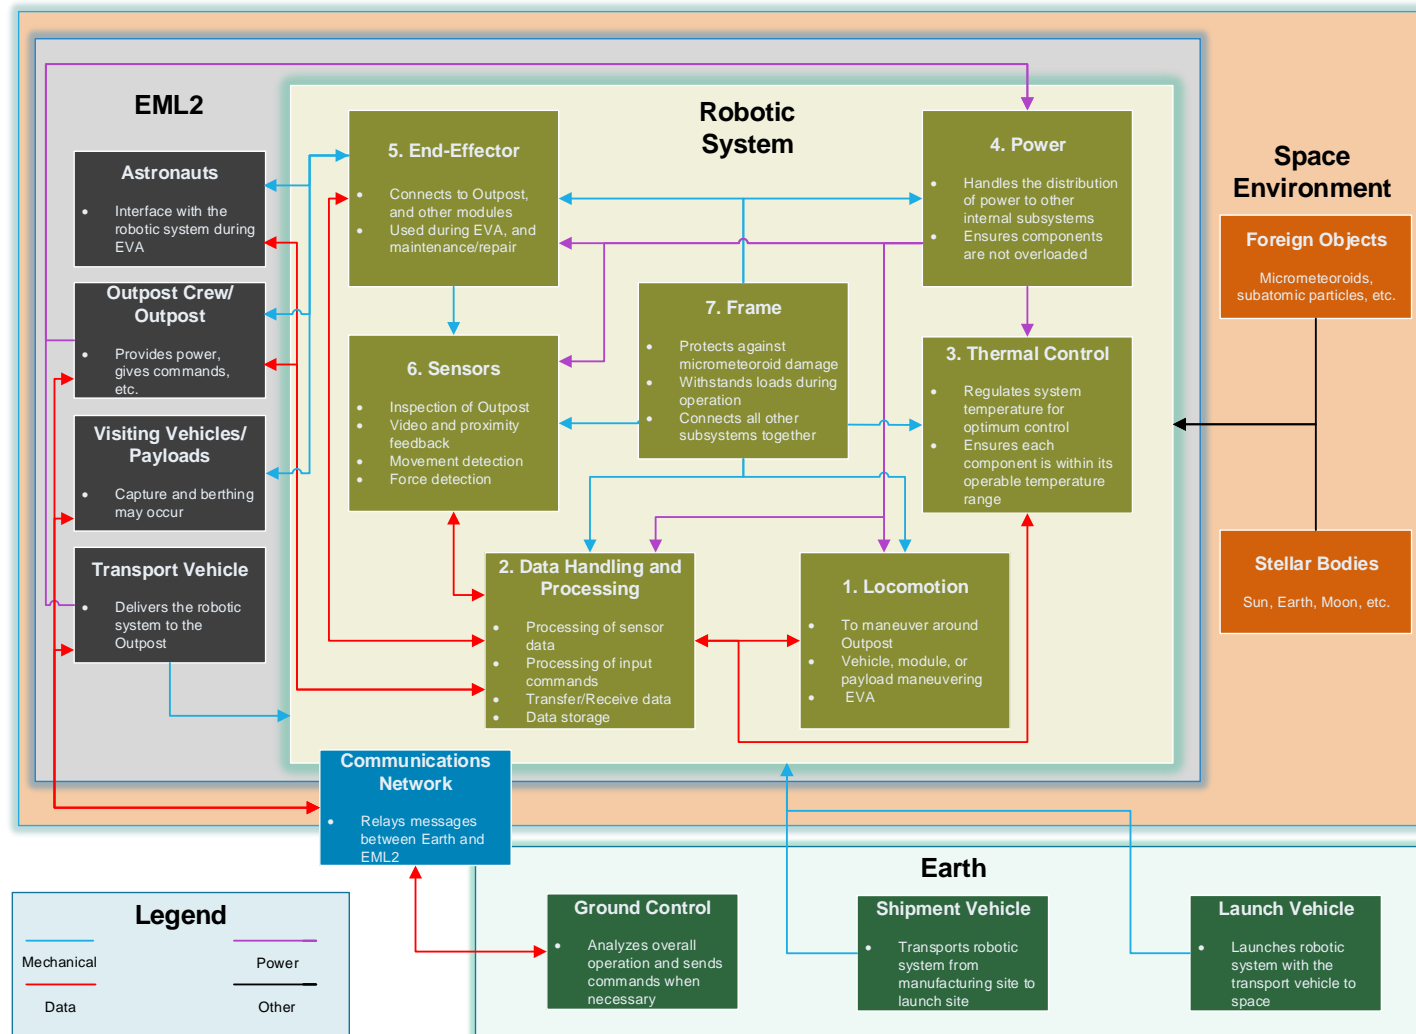 EML2
Robotic
System
Space
Environment
Astronauts
• Interface with the
robotic system during
EVA
Outpost Crew/
Outpost
• Provides power,
gives commands,
etc.
Visiting Vehicles/
Payloads
• Capture and berthing
may occur
Transport Vehicle
• Delivers the robotic
system to the
Outpost
5. End-Effector
• Connects to Outpost,
and other modules
• Used during EVA, and
maintenance/repair
4. Power
• Handles the distribution
of power to other
internal subsystems
• Ensures components
are not overloaded
7. Frame
• Protects against
micrometeoroid damage
• Withstands loads during
operation
• Connects all other
subsystems together
6. Sensors
• Inspection of Outpost
• Video and proximity
feedback
• Movement detection
• Force detection
3. Thermal Control
• Regulates system
temperature for
optimum control
• Ensures each
component is within its
operable temperature
range
2. Data Handling and
Processing
• Processing of sensor
data
• Processing of input
commands
• Transfer/Receive data
• Data storage
1. Locomotion
• To maneuver around
Outpost
• Vehicle, module, or
payload maneuvering
• EVA
Foreign Objects
Micrometeoroids,
subatomic particles, etc.
Stellar Bodies
Sun, Earth, Moon, etc.
Communications
Network
• Relays messages
between Earth and
EML2
Earth
Ground Control
• Analyzes overall
operation and sends
commands when
necessary
Shipment Vehicle
• Transports robotic
system from
manufacturing site to
launch site
Launch Vehicle
• Launches robotic
system with the
transport vehicle to
space
Legend
Mechanical
Power
Data
Other